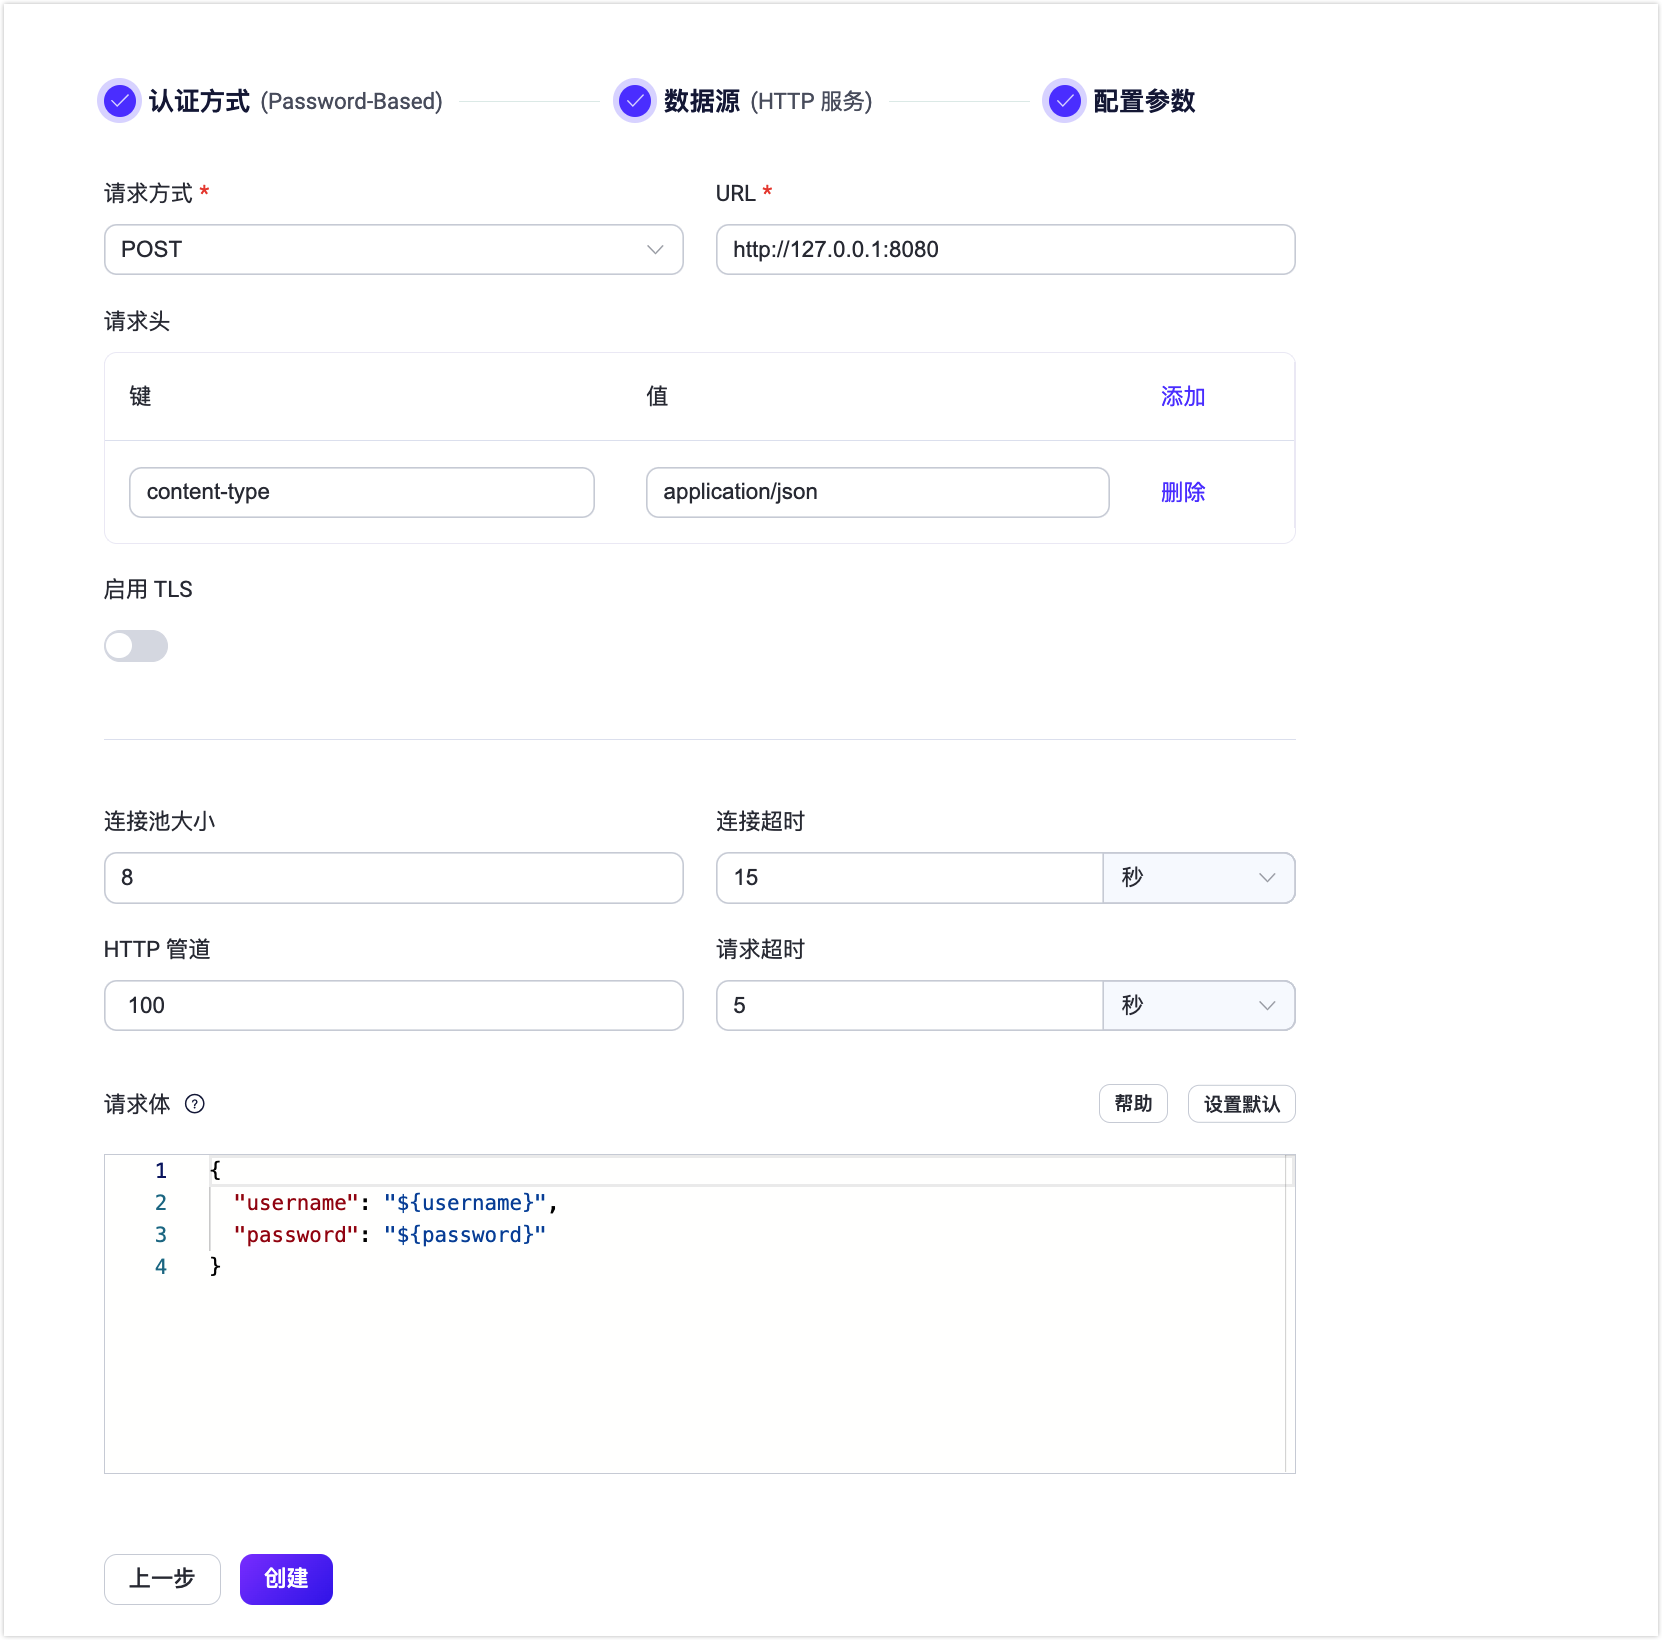 认证方式 (Password-Based) 数据源 (HTTP 服务) 配置参数
请求方式 * URL *
POST http://127.0.0.1:8080
请求头
键 值 添加
content-type application/json 删除
启用 TLS
连接池大小 连接超时
8 15 秒
HTTP 管道 请求超时
100 5 秒
请求体 ? 帮助 设置默认
1 {
2 "username": "${username}",
3 "password": "${password}"
4 }
上一步 创建